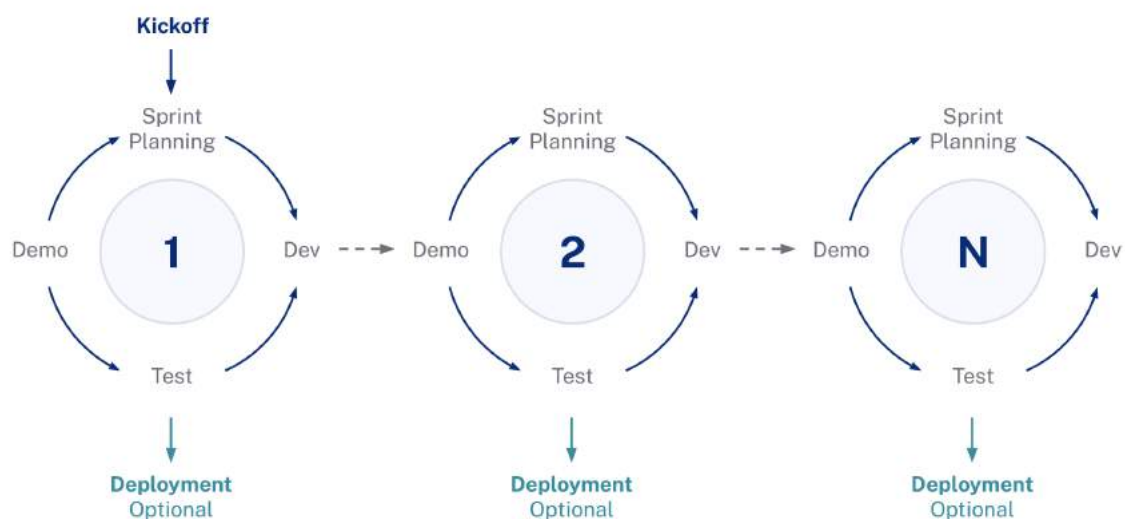 Kickoff
Sprint
Planning
Demo
1
Dev
Test
Deployment
Optional
Sprint
Planning
Demo
2
Dev
Test
Deployment
Optional
Sprint
Planning
Demo
N
Dev
Test
Deployment
Optional